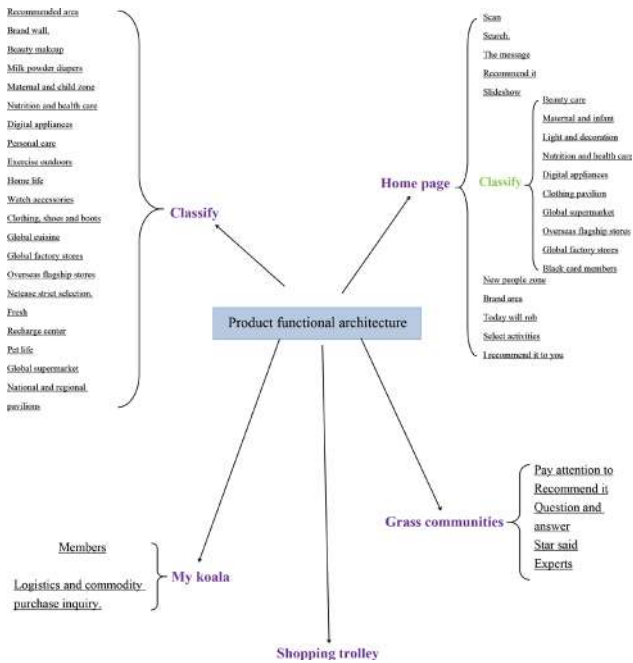 Recommended area
Brand wall.
Beauty makeup
Milk powder diapers
Maternal and child zone
Nutrition and health care
Digital appliances
Personal care
Exercise outdoors
Home life
Watch accessories
Clothing, shoes and boots
Global cuisine
Global factory stores
Overseas flagship stores
Netease strict selection.
Fresh
Recharge center
Pet life
Global supermarket
National and regional
pavilions
Classify
Home page
Scan
Search.
The message
Recommend it
Slideshow
Classify
Beauty care
Maternal and infant
Light and decoration
Nutrition and health care
Digital appliances
Clothing pavilion
Global supermarket
Overseas flagship stores
Global factory stores
Black card members
New people zone
Brand area
Today will rob
Select activities
I recommend it to you
Product functional architecture
Grass communities
Pay attention to
Recommend it
Question and
answer
Star said
Experts
Members
Logistics and commodity
purchase inquiry.
My koala
Shopping trolley